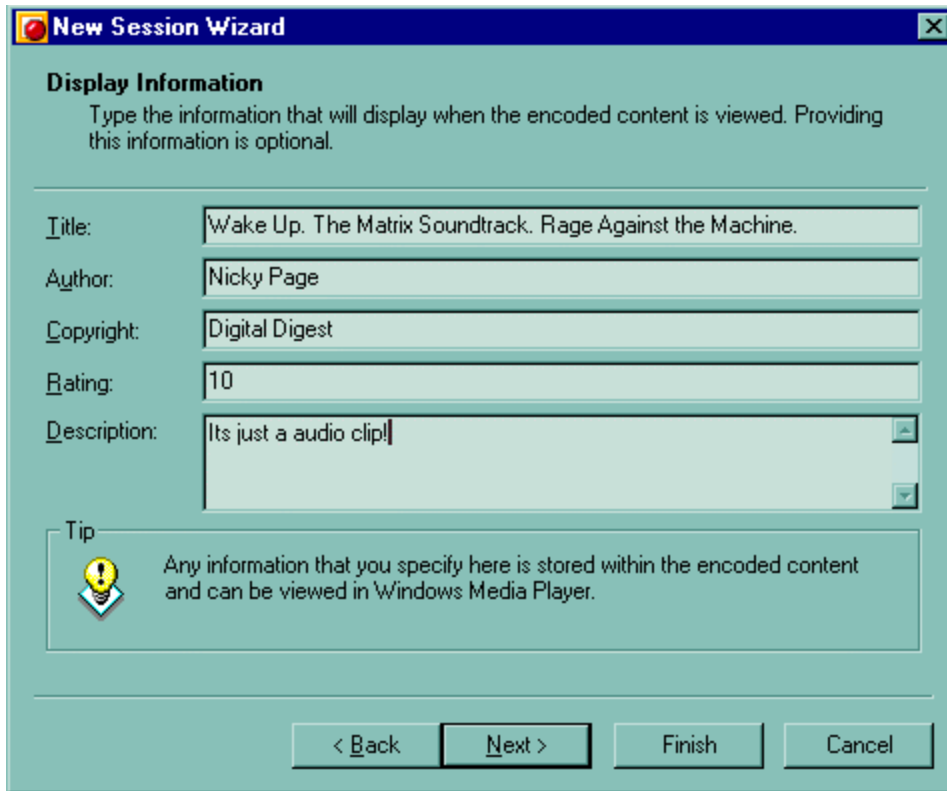 New Session Wizard
Display Information
Type the information that will display when the encoded content is viewed. Providing
this information is optional.
Title: Wake Up. The Matrix Soundtrack. Rage Against the Machine.
Author: Nicky Page
Copyright: Digital Digest
Rating: 10
Description: Its just a audio clip!
Tip
Any information that you specify here is stored within the encoded content
and can be viewed in Windows Media Player.
< Back Next > Finish Cancel